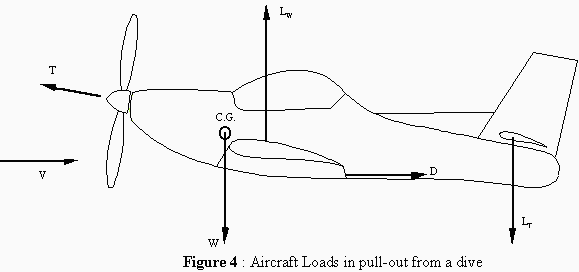 L_W
T
C.G.
V
D
L_T
W
Figure 4 : Aircraft Loads in pull-out from a dive